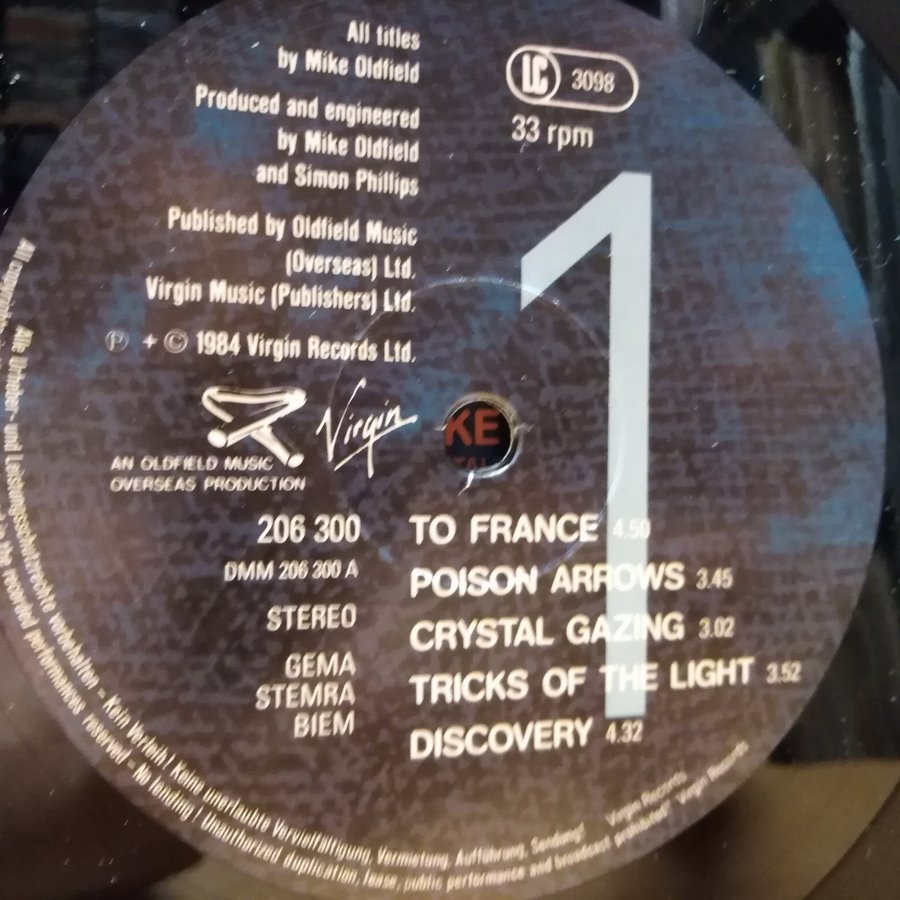 All titles
by Mike Oldfield
Produced and engineered
by Mike Oldfield
and Simon Phillips
Published by Oldfield Music
(Overseas) Ltd.
Virgin Music (Publishers) Ltd.
℗ + © 1984 Virgin Records Ltd.
AN OLDFIELD MUSIC
OVERSEAS PRODUCTION
Virgin
LC 3098
33 rpm
1
KE
206 300
DMM 206 300 A
STEREO
GEMA
STEMRA
BIEM
TO FRANCE 4.50
POISON ARROWS 3.45
CRYSTAL GAZING 3.02
TRICKS OF THE LIGHT 3.52
DISCOVERY 4.32
Alle Urheber- und Leistungsschutzrechte vorbehalten – Kein Verleih! Keine unerlaubte Vervielfältigung, Vermietung, Aufführung, Sendung! Virgin Records
All recorded performances reserved – No lending! Unauthorized duplication, lease, public performance and broadcast prohibited! Virgin Records